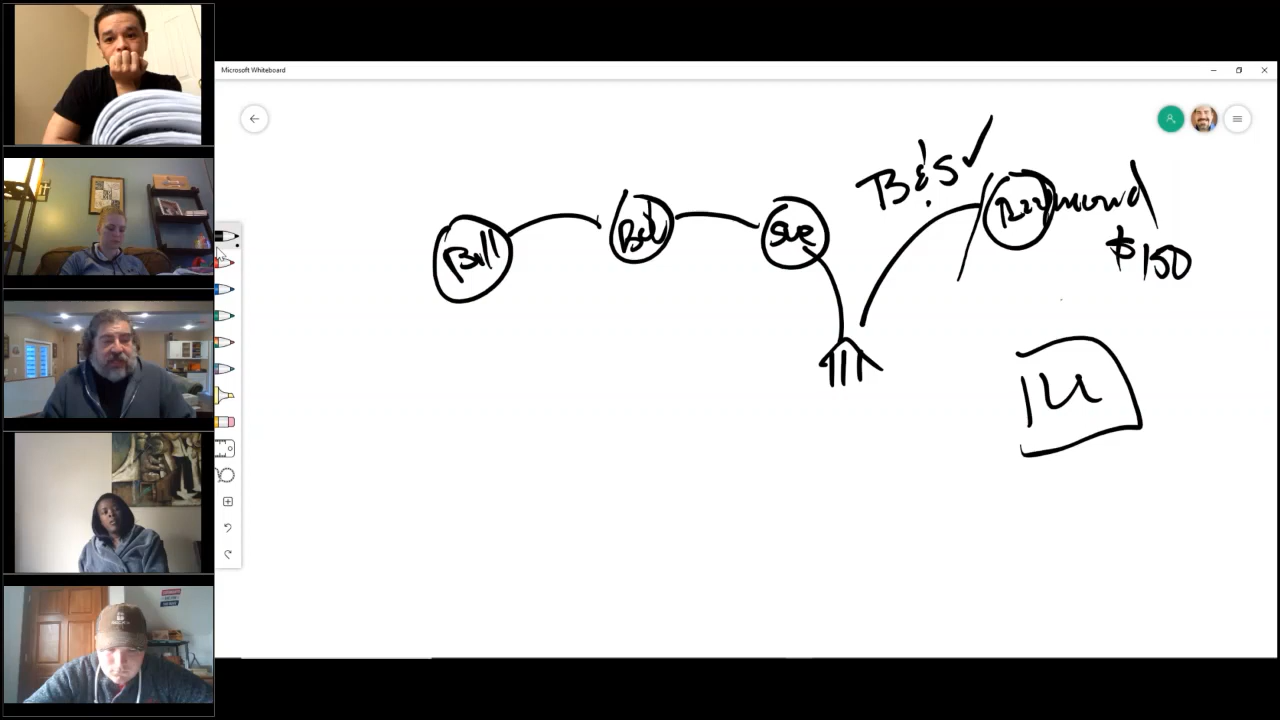 Microsoft Whiteboard
B & S ✓
Bill
Bob
Sue
Raymond
$150